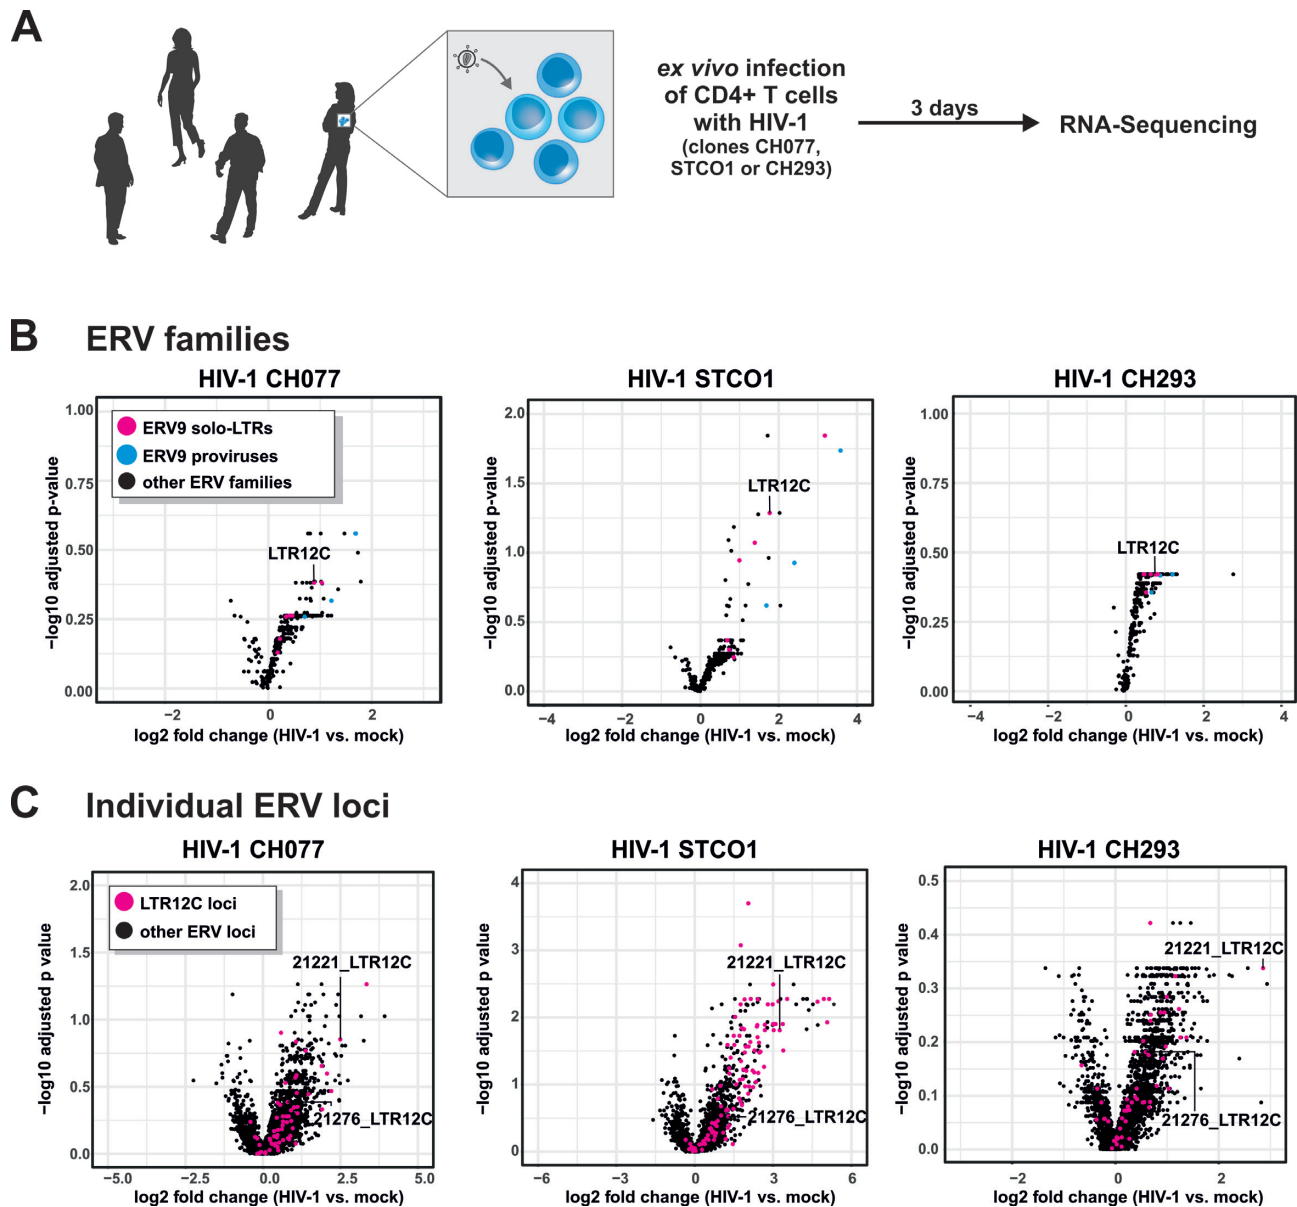 A
ex vivo infection
of CD4+ T cells
with HIV-1
(clones CH077,
STCO1 or CH293)
3 days
RNA-Sequencing
B ERV families
HIV-1 CH077
1.00
0.75
0.50
0.25
0.00
−log10 adjusted p-value
ERV9 solo-LTRs
ERV9 proviruses
other ERV families
LTR12C
−2 0 2
log2 fold change (HIV-1 vs. mock)
HIV-1 STCO1
2.0
1.5
1.0
0.5
0.0
−log10 adjusted p-value
LTR12C
−4 −2 0 2 4
log2 fold change (HIV-1 vs. mock)
HIV-1 CH293
1.00
0.75
0.50
0.25
0.00
−log10 adjusted p-value
LTR12C
−4 −2 0 2 4
log2 fold change (HIV-1 vs. mock)
C Individual ERV loci
HIV-1 CH077
2.0
1.5
1.0
0.5
0.0
−log10 adjusted p value
LTR12C loci
other ERV loci
21221_LTR12C
21276_LTR12C
−5.0 −2.5 0.0 2.5 5.0
log2 fold change (HIV-1 vs. mock)
HIV-1 STCO1
4
3
2
1
0
−log10 adjusted p value
21221_LTR12C
21276_LTR12C
−6 −3 0 3 6
log2 fold change (HIV-1 vs. mock)
HIV-1 CH293
0.5
0.4
0.3
0.2
0.1
0.0
−log10 adjusted p value
21221_LTR12C
21276_LTR12C
−2 0 2
log2 fold change (HIV-1 vs. mock)